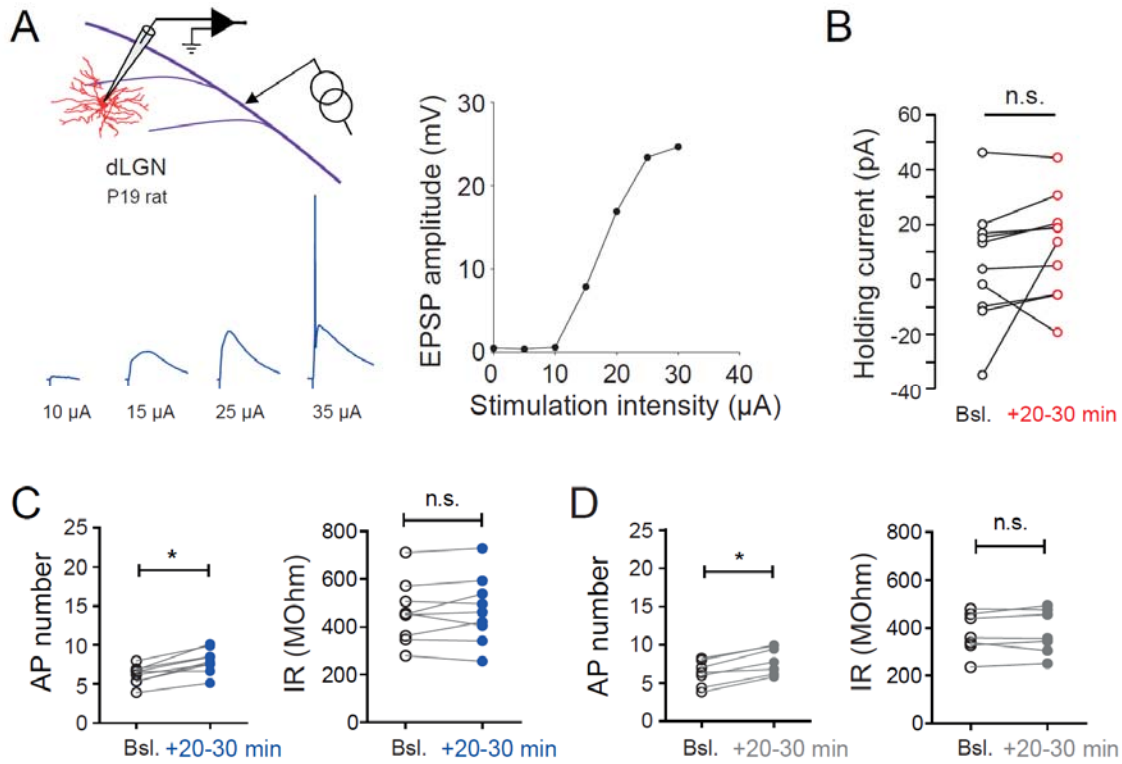 A
dLGN
P19 rat
10 µA
15 µA
25 µA
35 µA
EPSP amplitude (mV)
30
20
10
0
0
10
20
30
40
Stimulation intensity (µA)
B
n.s.
Holding current (pA)
60
40
20
0
-20
-40
Bsl.
+20-30 min
C
AP number
25
20
15
10
5
0
*
Bsl.
+20-30 min
n.s.
IR (MOhm)
800
600
400
200
0
Bsl.
+20-30 min
D
AP number
25
20
15
10
5
0
*
Bsl.
+20-30 min
n.s.
IR (MOhm)
800
600
400
200
0
Bsl.
+20-30 min